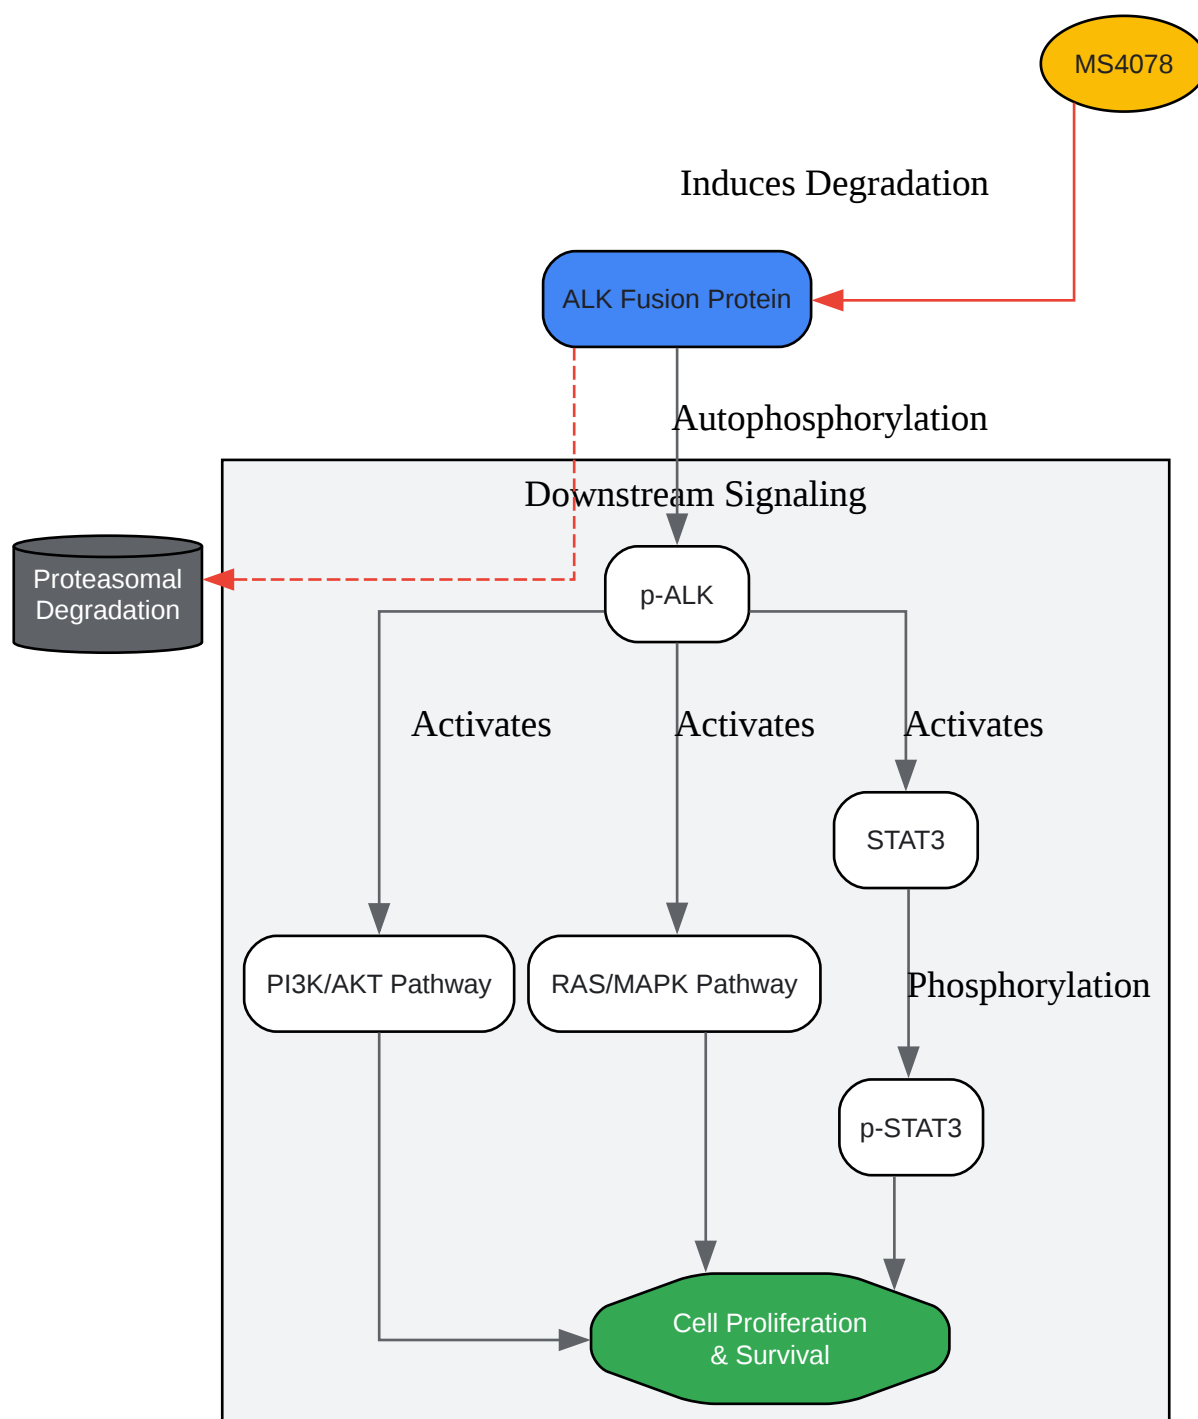 MS4078
Induces Degradation
ALK Fusion Protein
Autophosphorylation
Downstream Signaling
Proteasomal
Degradation
p-ALK
Activates
Activates
Activates
STAT3
PI3K/AKT Pathway
RAS/MAPK Pathway
Phosphorylation
p-STAT3
Cell Proliferation
& Survival